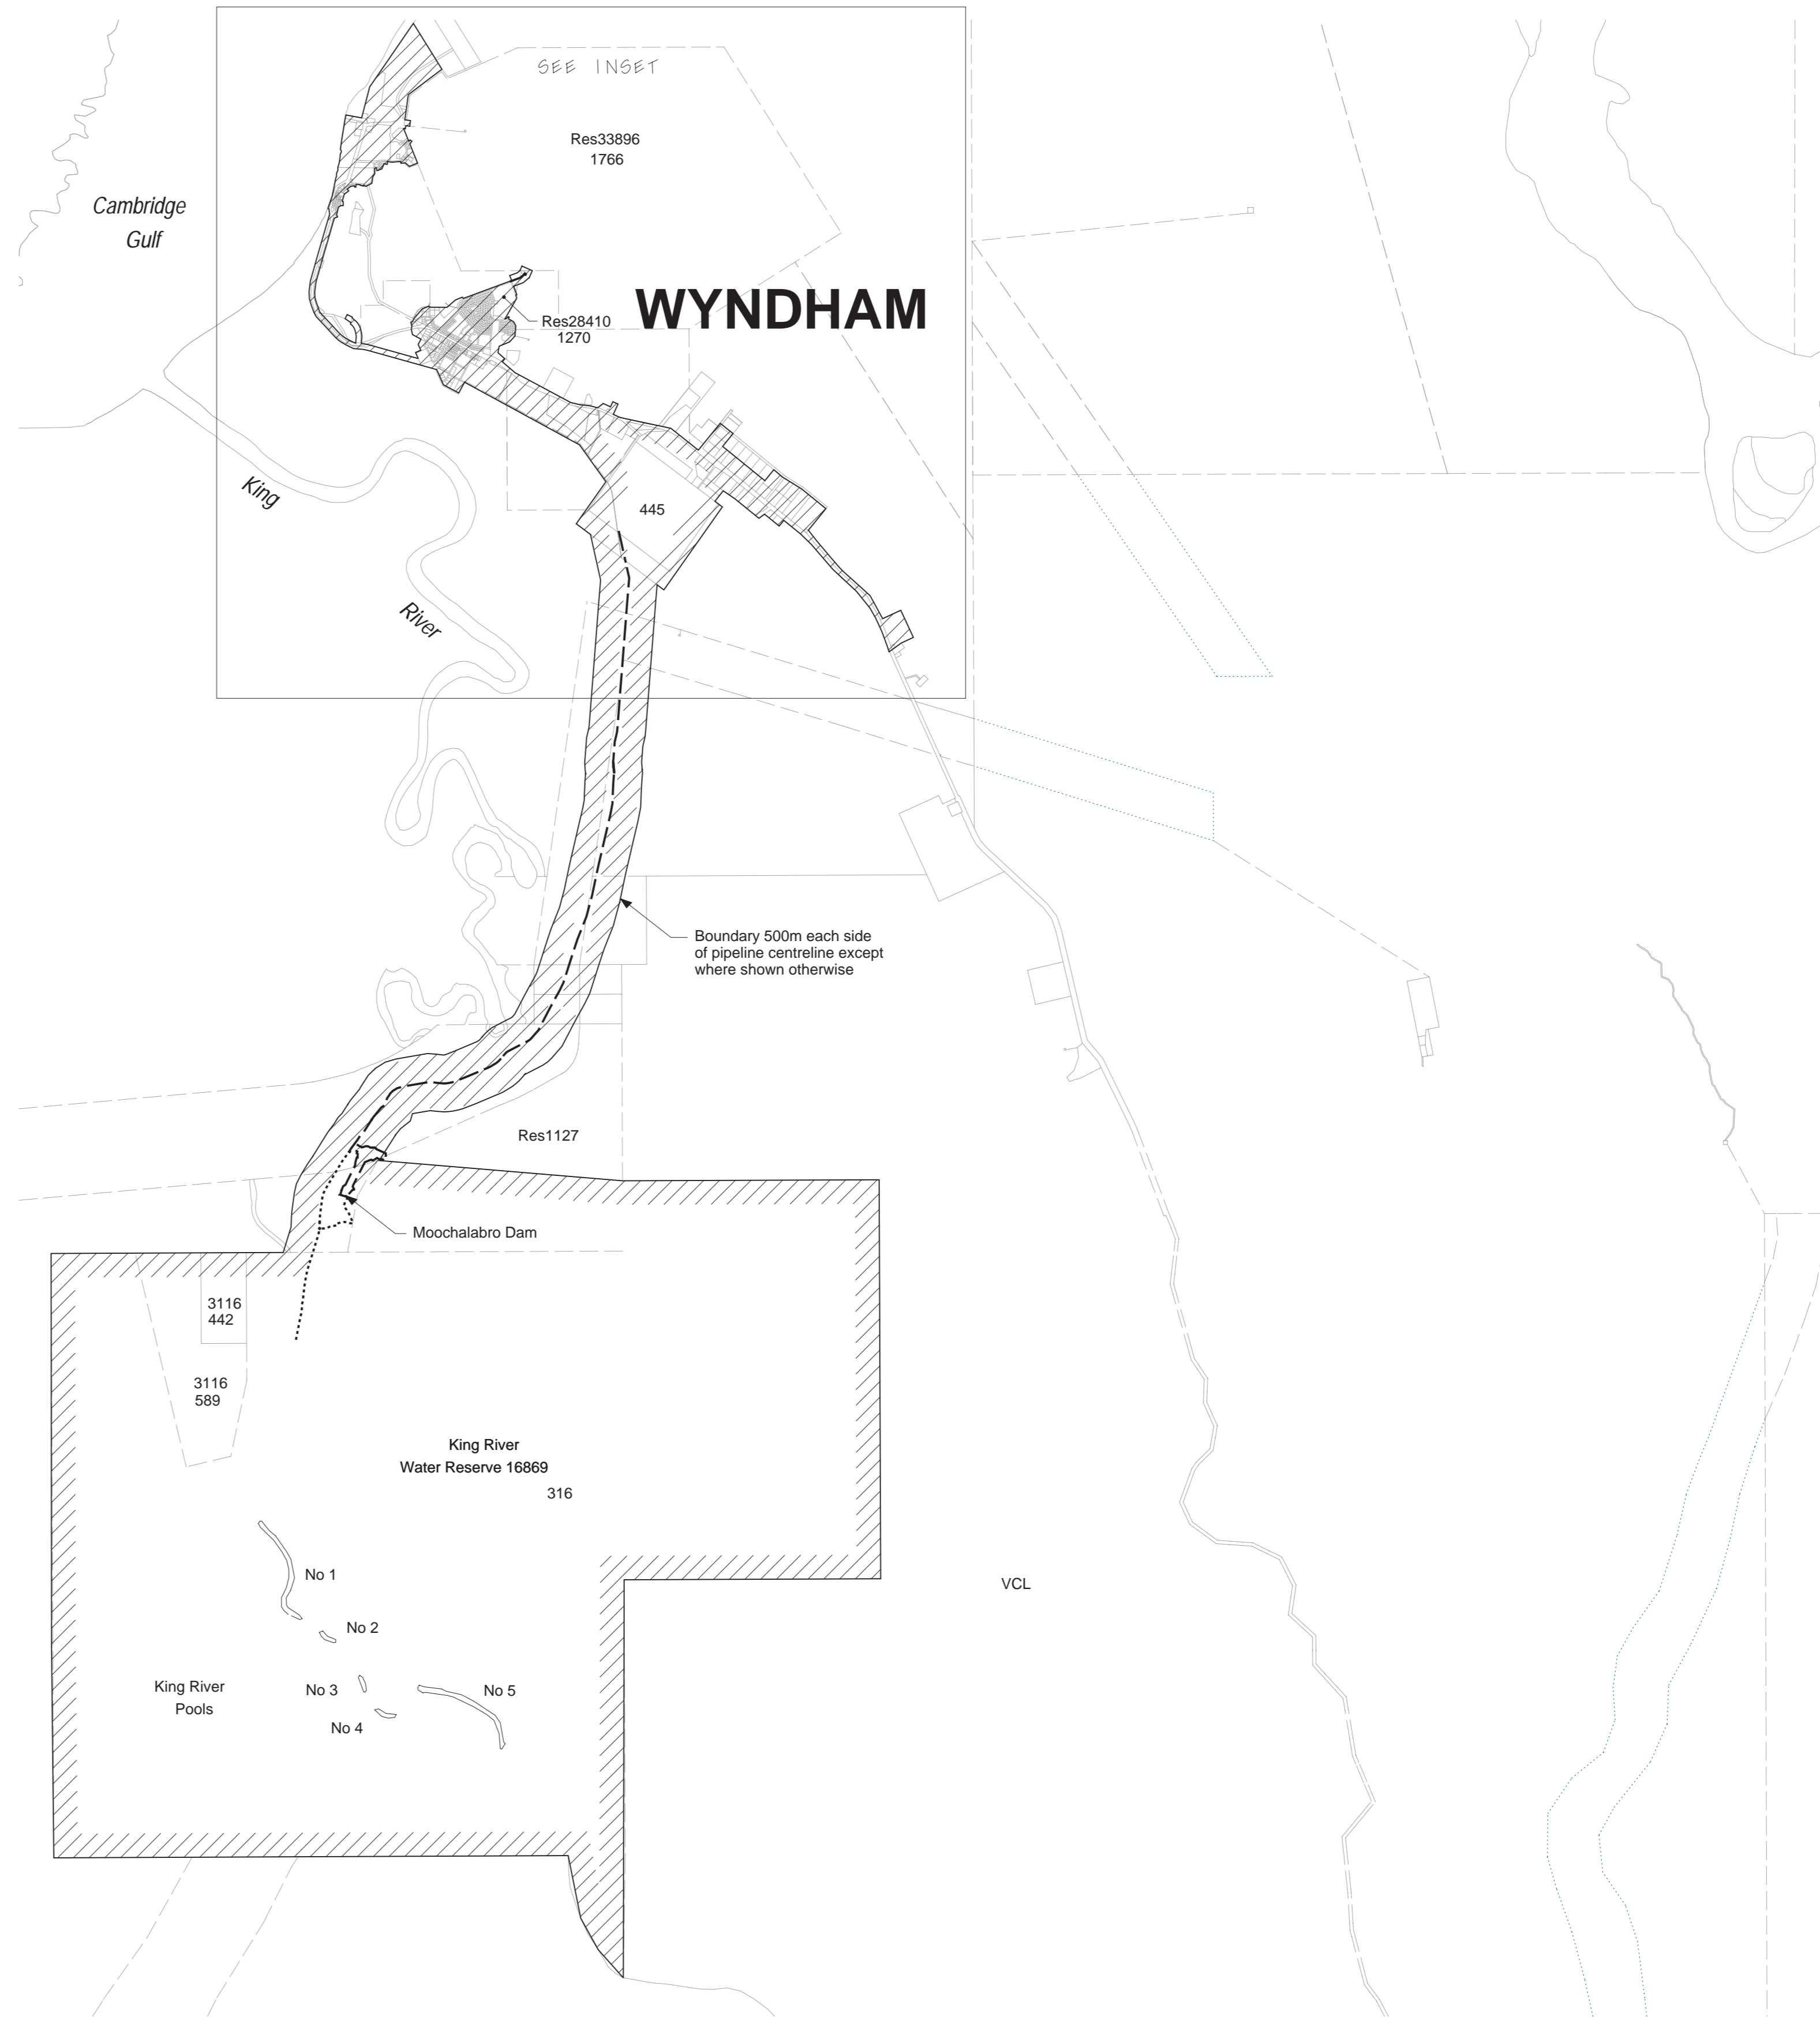 SEE INSET
Res33896
1766
Cambridge
Gulf
WYNDHAM
Res28410
1270
King
445
River
Boundary 500m each side
of pipeline centreline except
where shown otherwise
Res1127
Moochalabro Dam
3116
442
3116
589
King River
Water Reserve 16869
316
No 1
VCL
No 2
King River
Pools
No 3
No 5
No 4